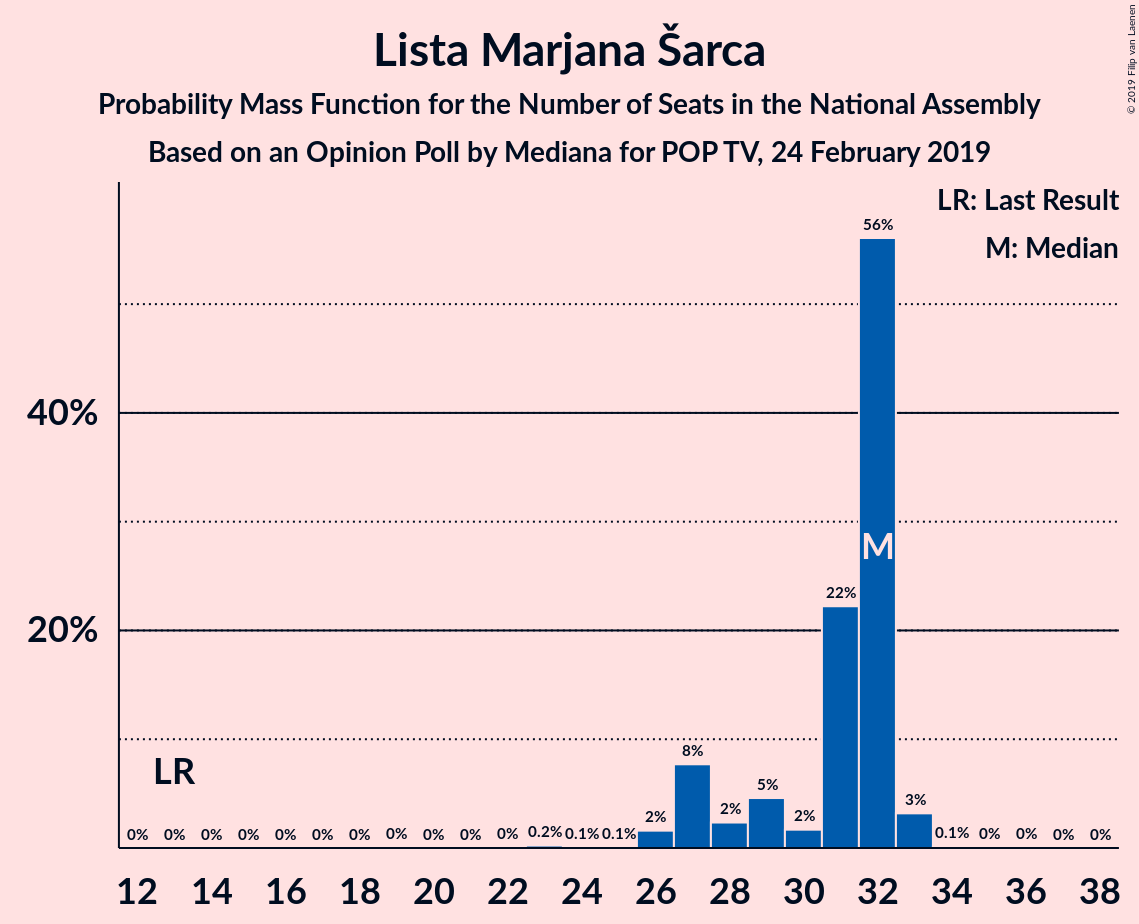 Lista Marjana Šarca
Probability Mass Function for the Number of Seats in the National Assembly
Based on an Opinion Poll by Mediana for POP TV, 24 February 2019
© 2019 Filip van Laenen
LR: Last Result
M: Median
56%
40%
M
22%
20%
LR
8%
5%
3%
2%
2%
2%
0% 0% 0% 0% 0% 0% 0% 0% 0% 0% 0% 0.2% 0.1% 0.1% 0.1% 0% 0% 0% 0%
12 14 16 18 20 22 24 26 28 30 32 34 36 38